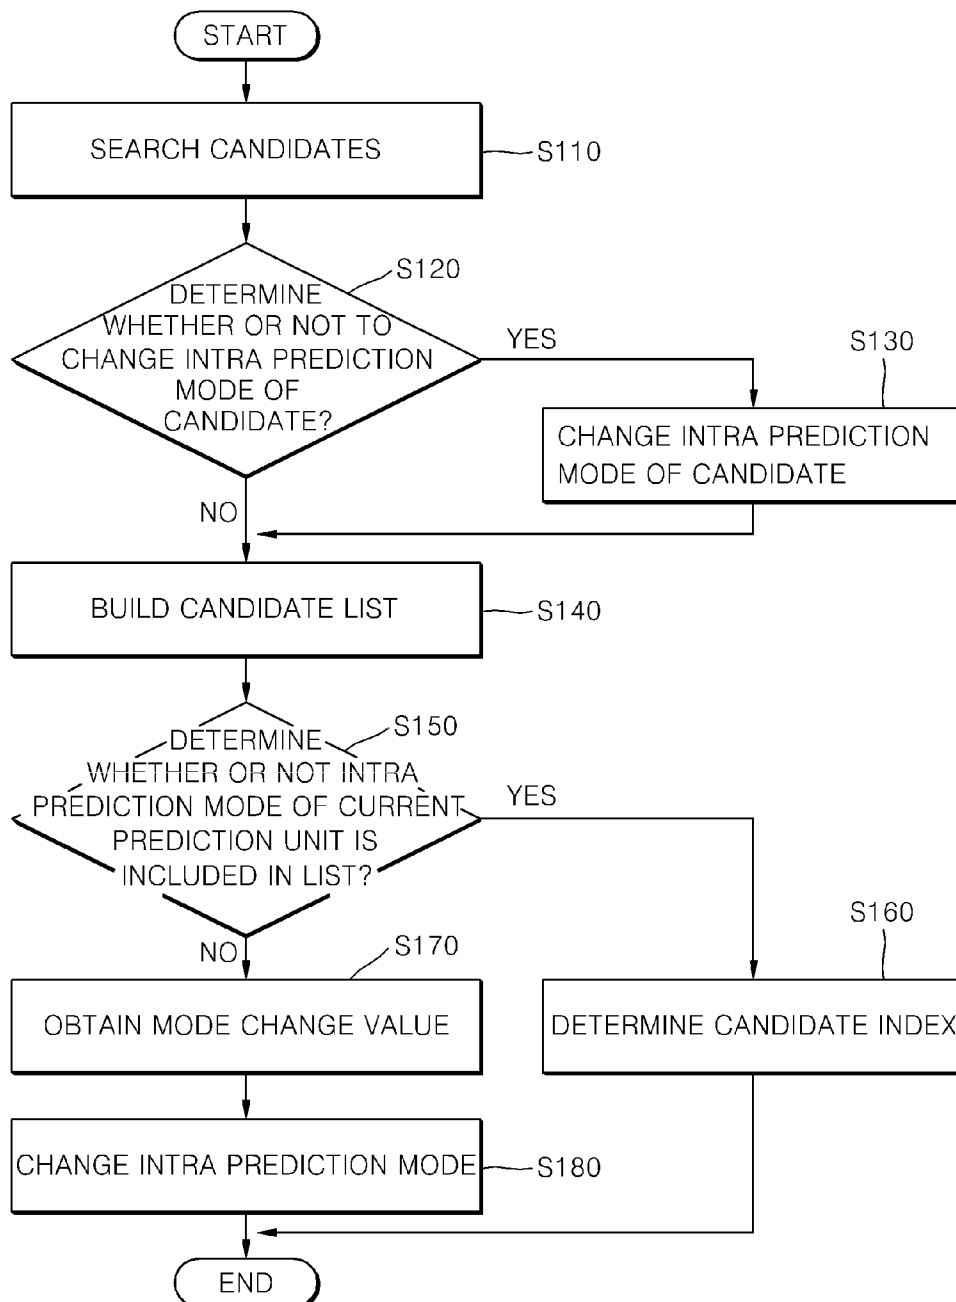 START
SEARCH CANDIDATES
S110
S120
DETERMINE
WHETHER OR NOT TO
CHANGE INTRA PREDICTION
MODE OF
CANDIDATE?
YES
S130
CHANGE INTRA PREDICTION
MODE OF CANDIDATE
NO
BUILD CANDIDATE LIST
S140
S150
DETERMINE
WHETHER OR NOT INTRA
PREDICTION MODE OF CURRENT
PREDICTION UNIT IS
INCLUDED IN LIST?
YES
S160
NO
S170
OBTAIN MODE CHANGE VALUE
DETERMINE CANDIDATE INDEX
CHANGE INTRA PREDICTION MODE
S180
END